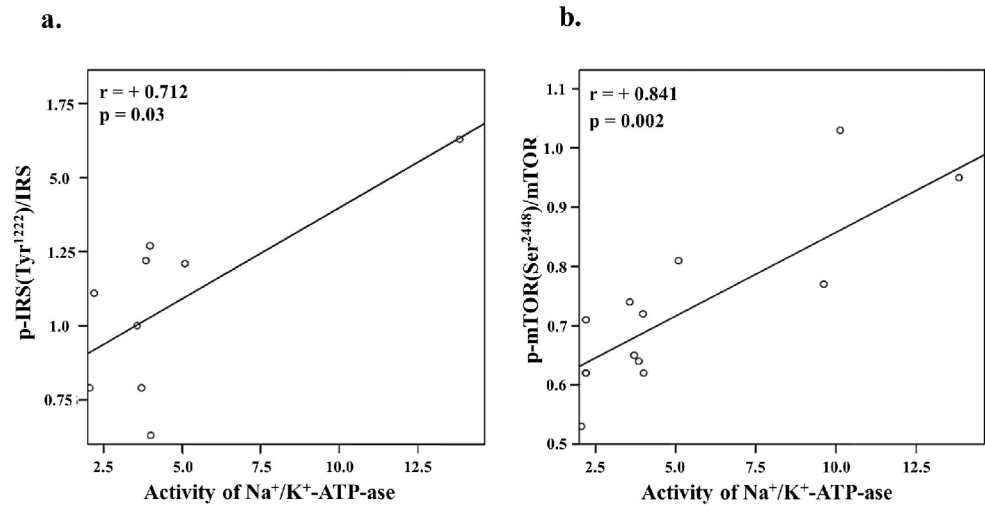 a.
r = + 0.712
p = 0.03
p-IRS(Tyr¹²²²)/IRS
1.75
5.0
1.25
1.0
0.75
2.5 5.0 7.5 10.0 12.5
Activity of Na⁺/K⁺-ATP-ase
b.
r = + 0.841
p = 0.002
p-mTOR(Ser²⁴⁴⁸)/mTOR
1.1
1.0
0.9
0.8
0.7
0.6
0.5
2.5 5.0 7.5 10.0 12.5
Activity of Na⁺/K⁺-ATP-ase